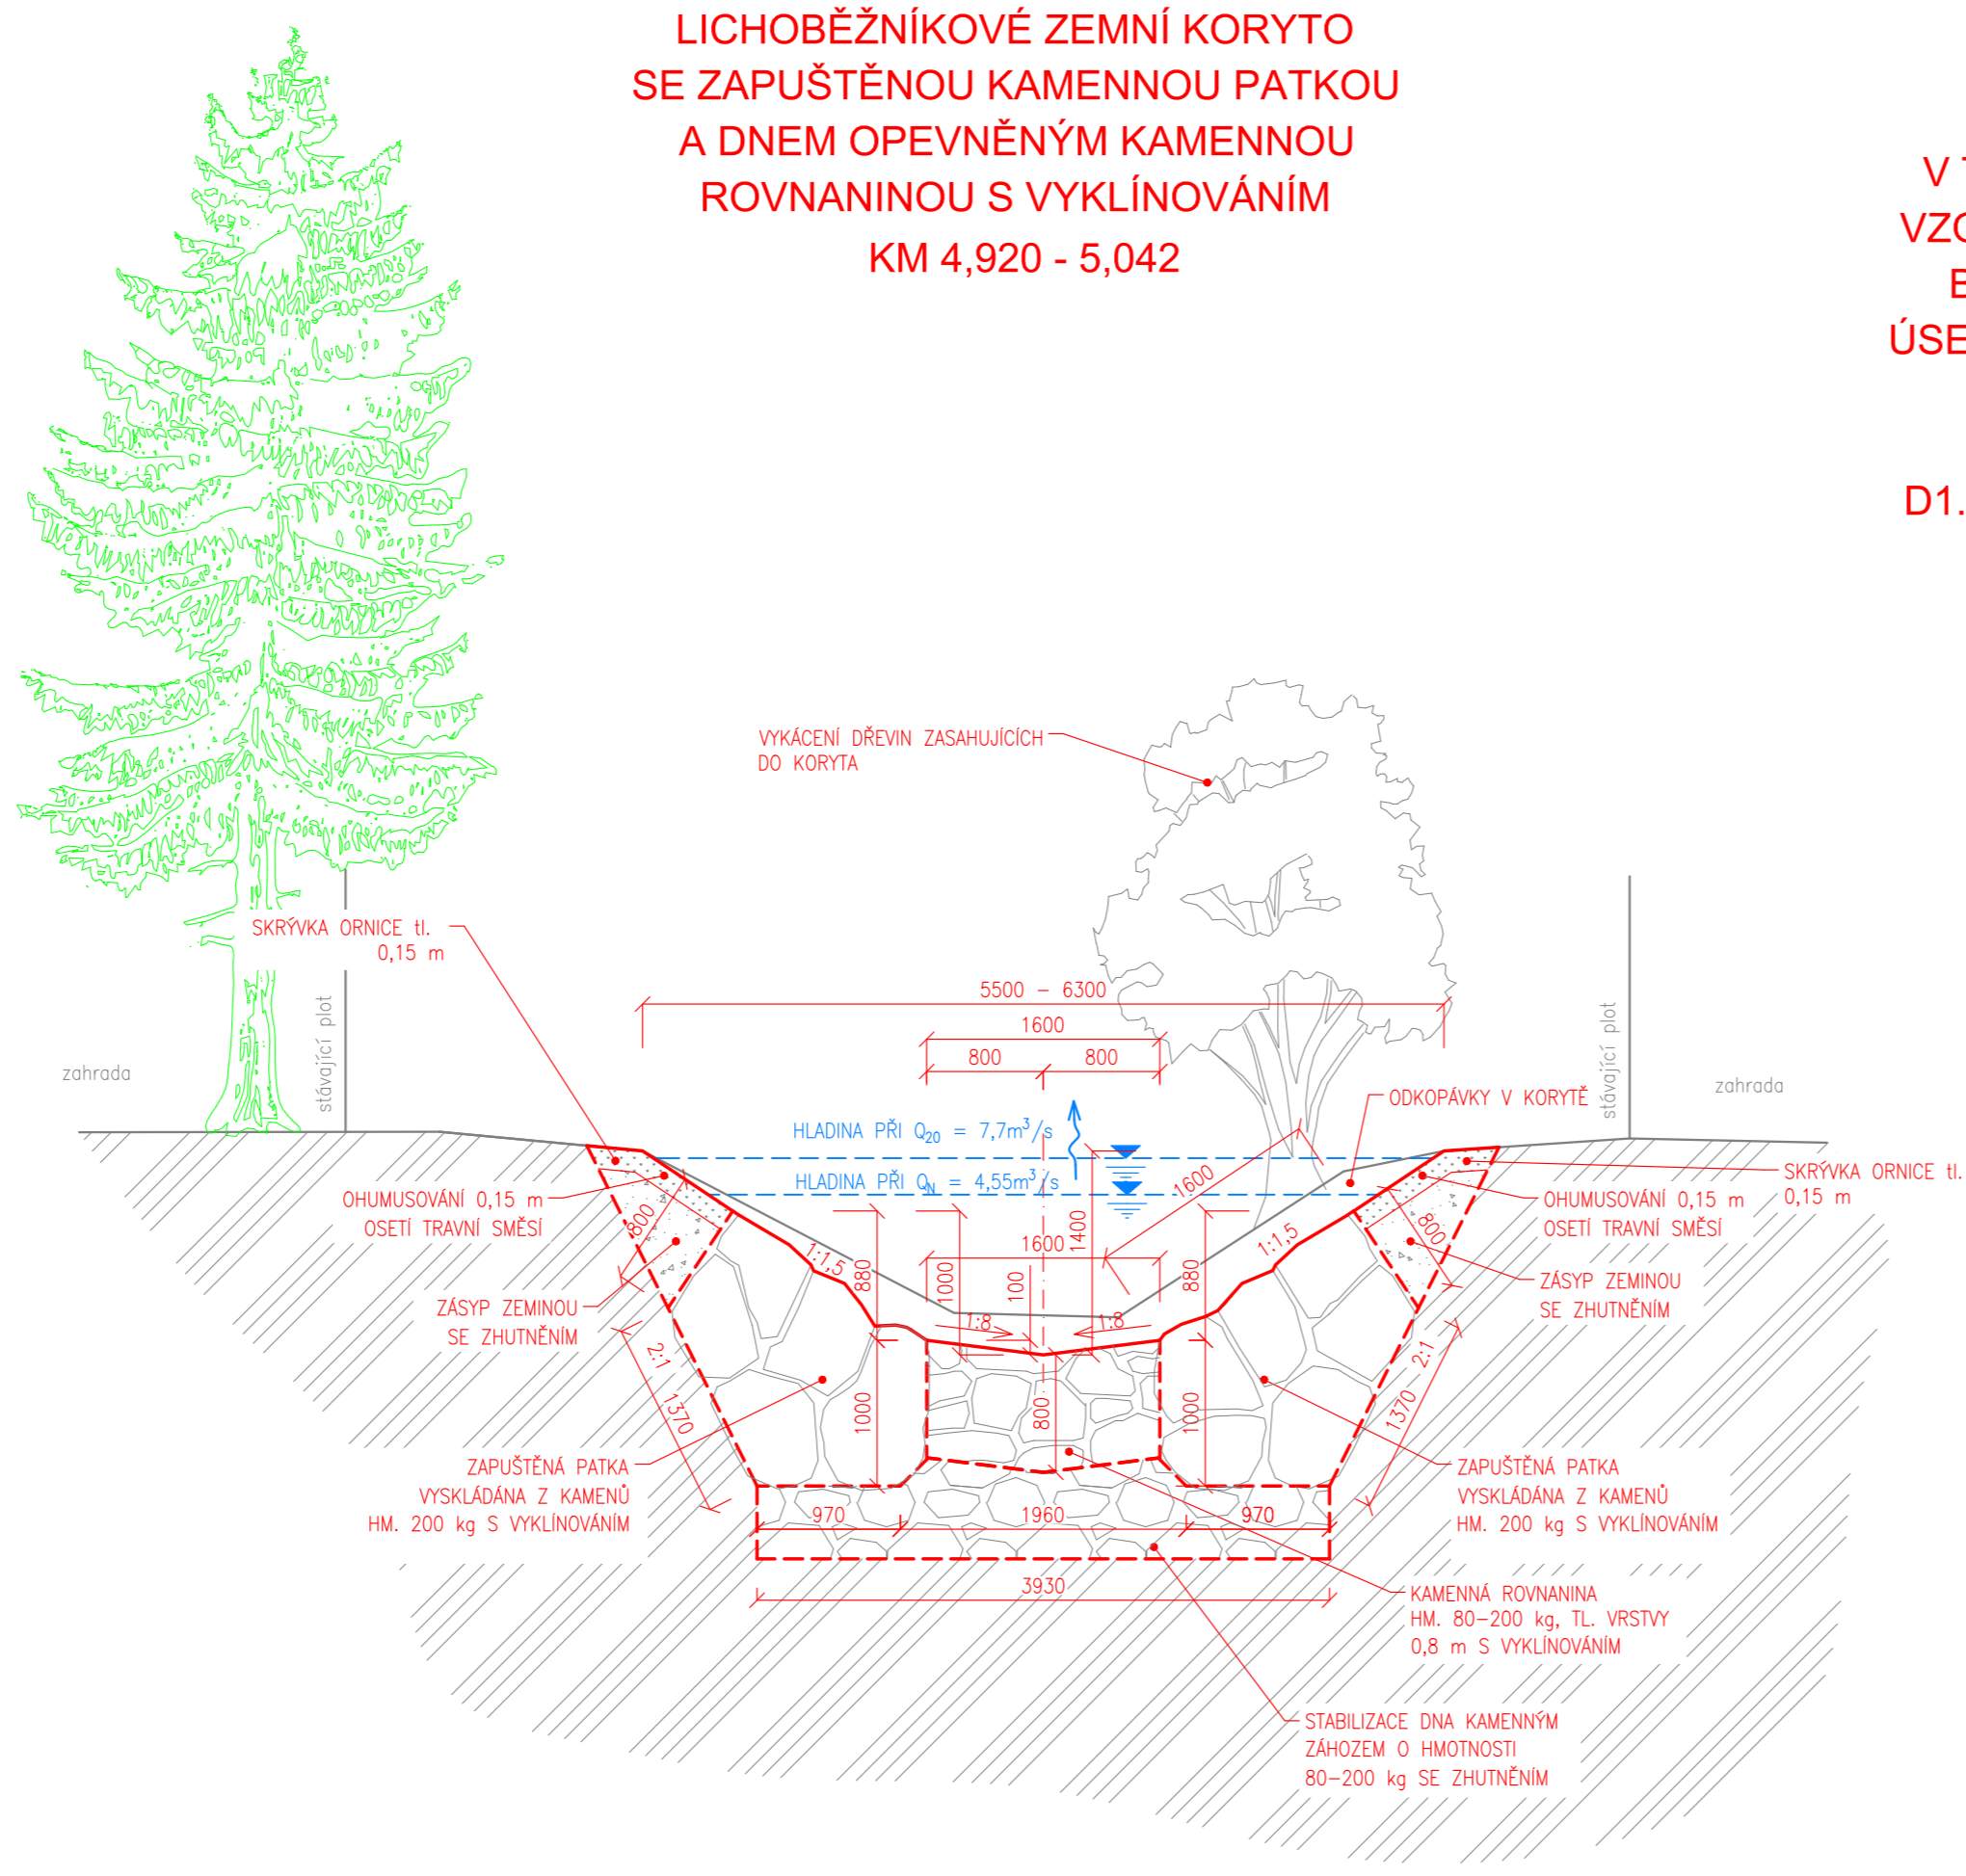 LICHOBĚŽNÍKOVÉ ZEMNÍ KORYTO
SE ZAPUŠTĚNOU KAMENNOU PATKOU
A DNEM OPEVNĚNÝM KAMENNOU
ROVNANINOU S VYKLÍNOVÁNÍM
KM 4,920 - 5,042
V T
VZO
B
ÚSE
D1.
VYKÁCENÍ DŘEVIN ZASAHUJÍCÍCH
DO KORYTA
SKRÝVKA ORNICE tl.
0,15 m
zahrada
stávající plot
5500 - 6300
1600
800
800
ODKOPÁVKY V KORYTĚ
stávající plot
zahrada
HLADINA PŘI Q20 = 7,7m³/s
HLADINA PŘI QN = 4,55m³/s
OHUMUSOVÁNÍ 0,15 m
OSETÍ TRAVNÍ SMĚSÍ
ZÁSYP ZEMINOU
SE ZHUTNĚNÍM
800
1:1,5
880
1000
1600
100
1400
1600
1:8
1:8
880
1:1,5
800
SKRÝVKA ORNICE tl.
0,15 m
OHUMUSOVÁNÍ 0,15 m
OSETÍ TRAVNÍ SMĚSÍ
ZÁSYP ZEMINOU
SE ZHUTNĚNÍM
2:1
1370
1000
800
1000
2:1
1370
ZAPUŠTĚNÁ PATKA
VYSKLÁDÁNA Z KAMENŮ
HM. 200 kg S VYKLÍNOVÁNÍM
ZAPUŠTĚNÁ PATKA
VYSKLÁDÁNA Z KAMENŮ
HM. 200 kg S VYKLÍNOVÁNÍM
970
1960
970
3930
KAMENNÁ ROVNANINA
HM. 80-200 kg, TL. VRSTVY
0,8 m S VYKLÍNOVÁNÍM
STABILIZACE DNA KAMENNÝM
ZÁHOZEM O HMOTNOSTI
80-200 kg SE ZHUTNĚNÍM